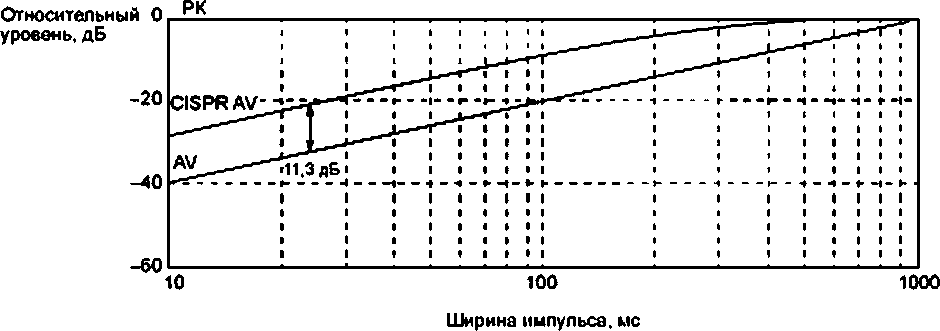 Относительный 0 РК
уровень, дБ
–20
CISPR AV
AV
11,3 дБ
–40
–60
10 100 1000
Ширина импульса, мс